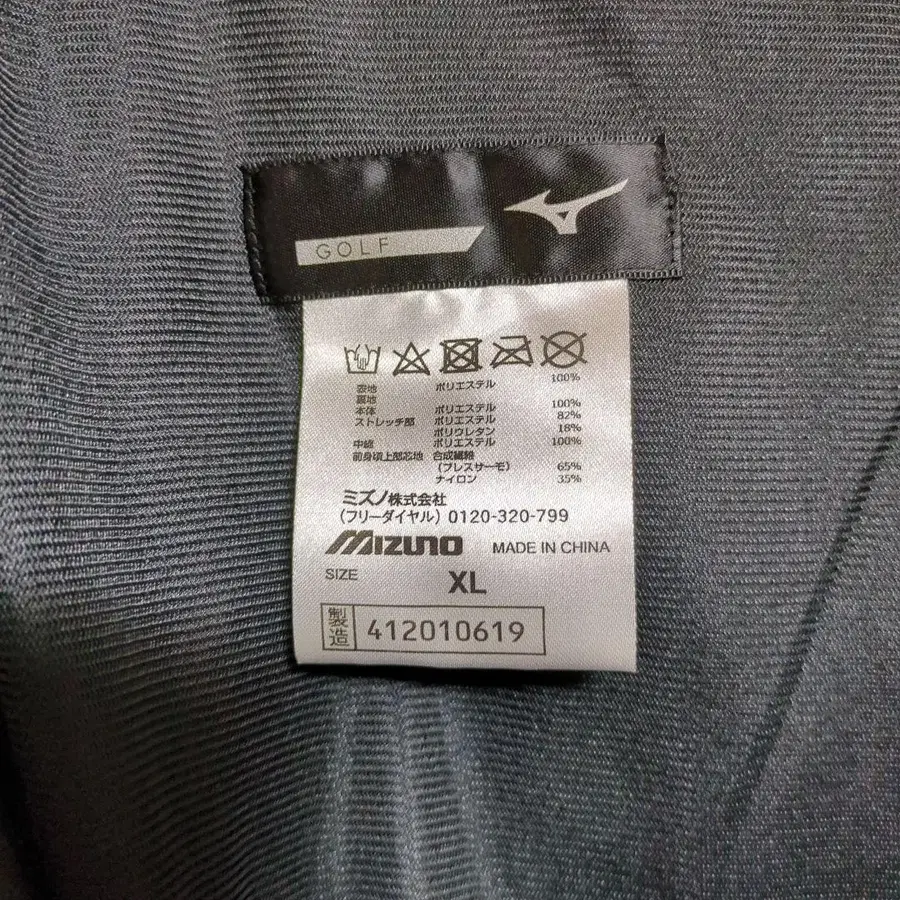 GOLF
表地 ポリエステル 100%
裏地
本体 ポリエステル 100%
ストレッチ部 ポリエステル 82%
ポリウレタン 18%
中綿 ポリエステル 100%
前身頃上部芯地 合成繊維
(ブレスサーモ) 65%
ナイロン 35%
ミズノ株式会社
(フリーダイヤル) 0120-320-799
MIZUNO MADE IN CHINA
SIZE XL
製造 412010619